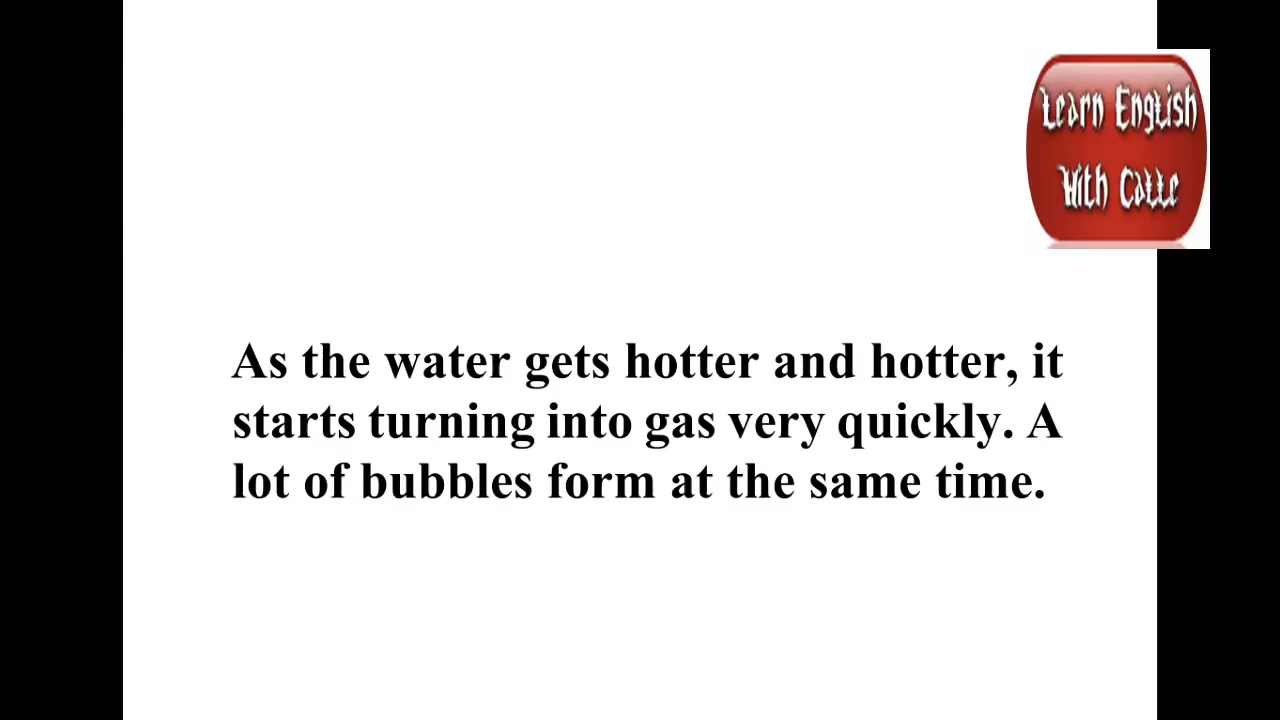 Learn English
With Calle
As the water gets hotter and hotter, it
starts turning into gas very quickly. A
lot of bubbles form at the same time.